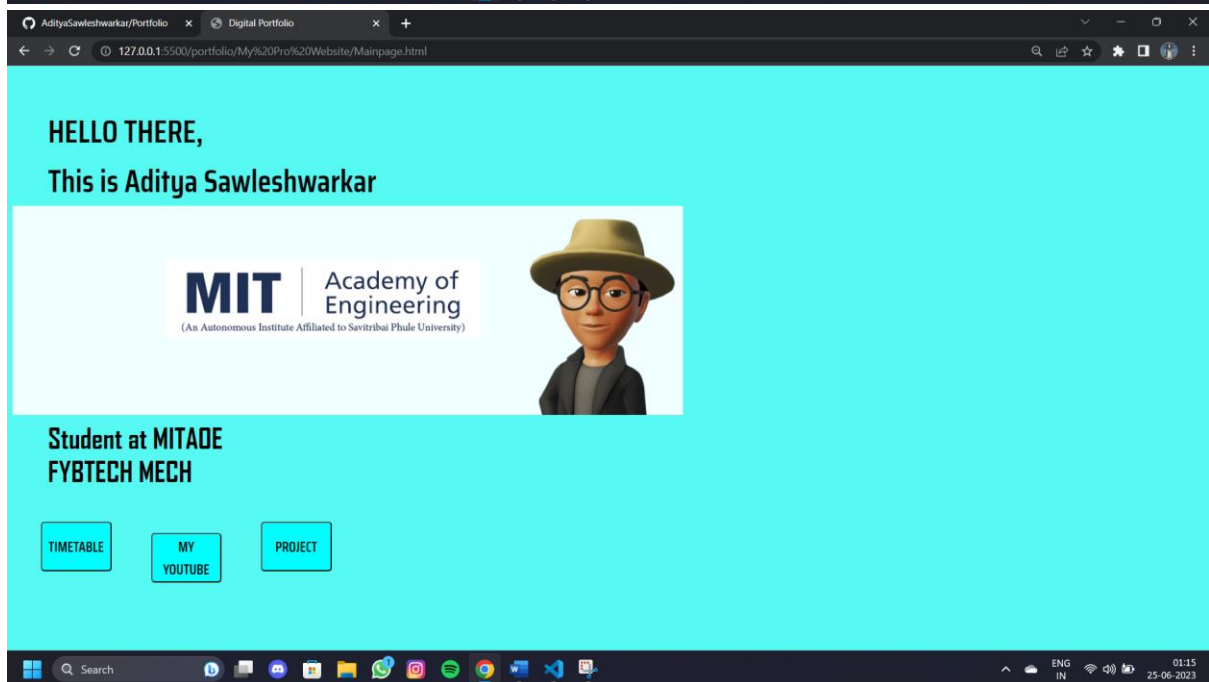 AdityaSawleshwarkar/Portfolio
Digital Portfolio
127.0.0.1:5500/portfolio/My%20Pro%20Website/Mainpage.html
HELLO THERE,
This is Aditya Sawleshwarkar
MIT
Academy of
Engineering
(An Autonomous Institute Affiliated to Savitribai Phule University)
Student at MITAOE
FYBTECH MECH
TIMETABLE
MY
YOUTUBE
PROJECT
Search
ENG
IN
01:15
25-06-2023